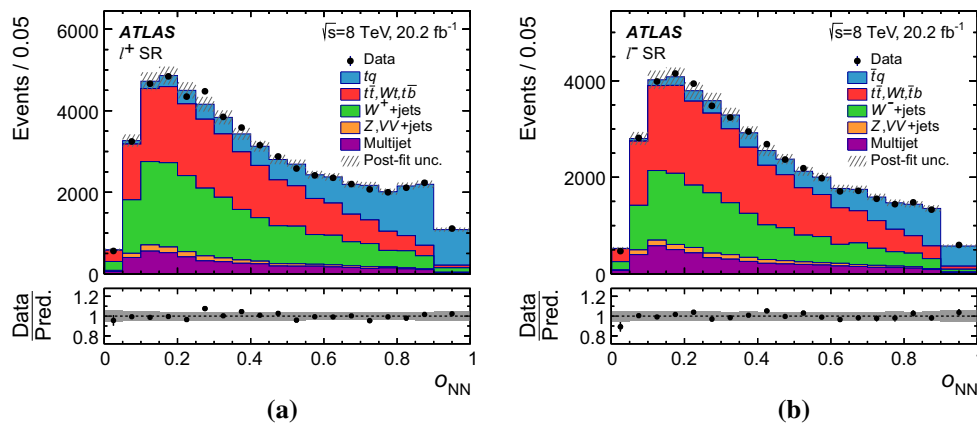 Events / 0.05
6000
4000
2000
0
ATLAS
l⁺ SR
√s=8 TeV, 20.2 fb⁻¹
Data
tq
tt̄,Wt,tb̄
W⁺+jets
Z,VV+jets
Multijet
Post-fit unc.
Data
Pred.
1.2
1
0.8
0 0.2 0.4 0.6 0.8 1
o_NN
(a)
Events / 0.05
4000
2000
0
ATLAS
l⁻ SR
√s=8 TeV, 20.2 fb⁻¹
Data
t̄q
tt̄,Wt,t̄b
W⁻+jets
Z,VV+jets
Multijet
Post-fit unc.
Data
Pred.
1.2
1
0.8
0 0.2 0.4 0.6 0.8 1
o_NN
(b)